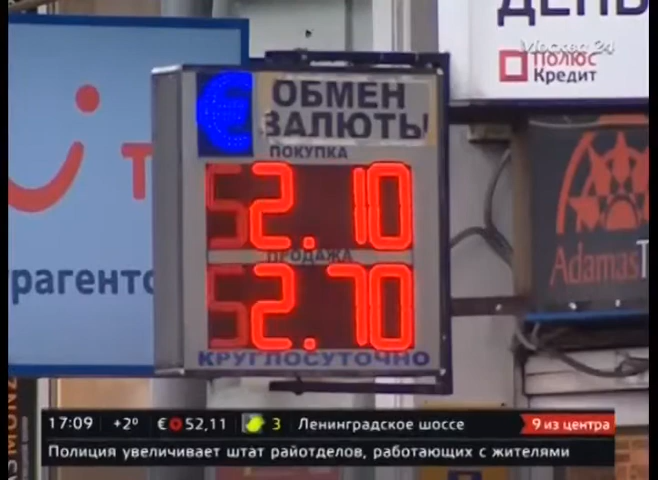 ДЕНЬ
Москва 24
Полюс
Кредит
€
ОБМЕН
ВАЛЮТЫ
ПОКУПКА
52.10
ПРОДАЖА
52.70
КРУГЛОСУТОЧНО
Adamas
17:09 +2° € 52,11 3 Ленинградское шоссе 9 из центра
Полиция увеличивает штат райотделов, работающих с жителями